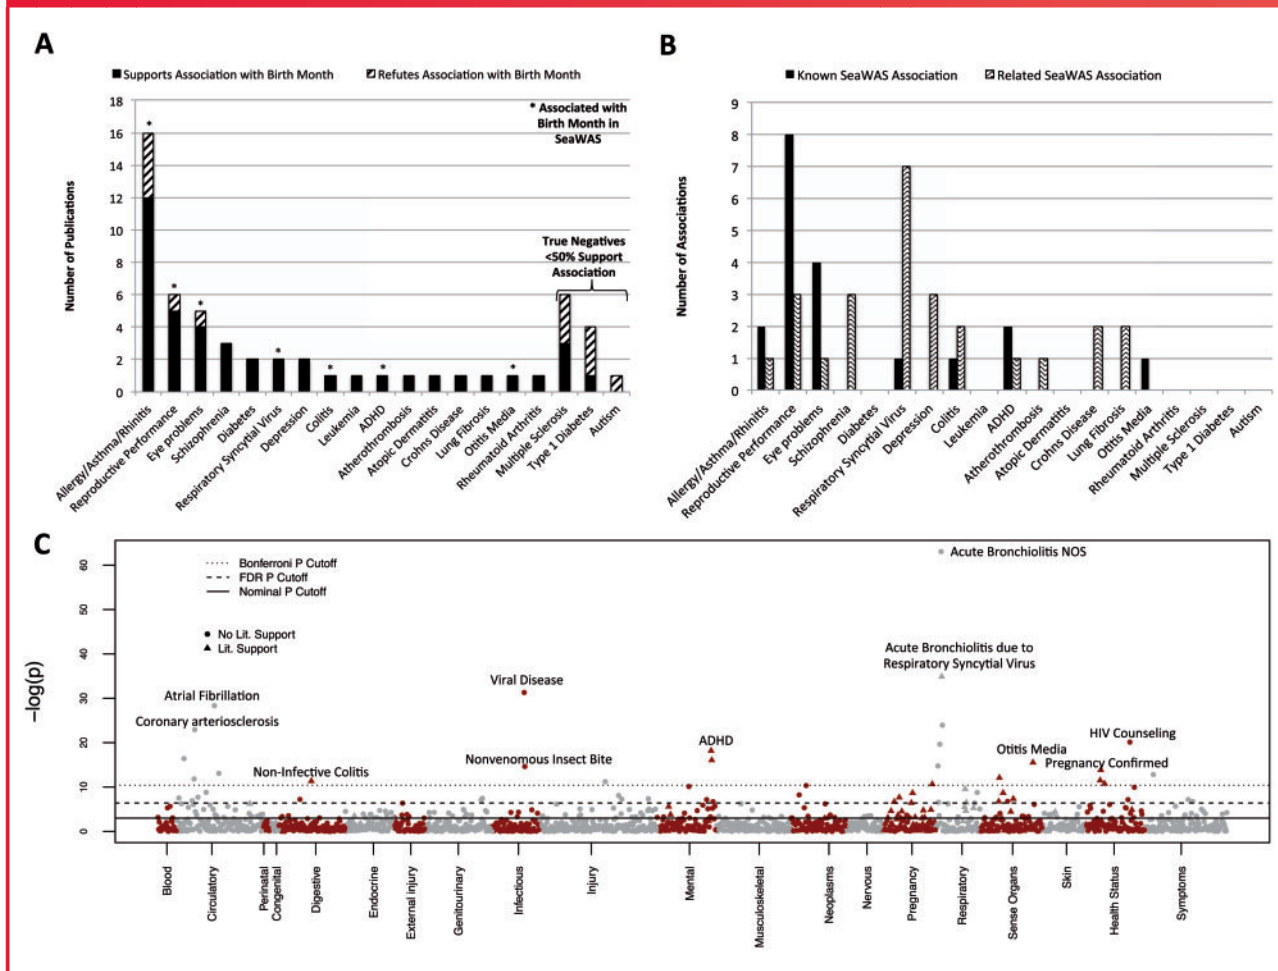 A
Supports Association with Birth Month
Refutes Association with Birth Month
Number of Publications
18
16
14
12
10
8
6
4
2
0
*
*
*
*
*
*
*
* Associated with
Birth Month in
SeaWAS
True Negatives
<50% Support
Association
Allergy/Asthma/Rhinitis
Reproductive Performance
Eye problems
Schizophrenia
Diabetes
Respiratory Syncytial Virus
Depression
Colitis
Leukemia
ADHD
Atherothrombosis
Atopic Dermatitis
Crohns Disease
Lung Fibrosis
Otitis Media
Rheumatoid Arthritis
Multiple Sclerosis
Type 1 Diabetes
Autism
B
Known SeaWAS Association
Related SeaWAS Association
Number of Associations
9
8
7
6
5
4
3
2
1
0
Allergy/Asthma/Rhinitis
Reproductive Performance
Eye problems
Schizophrenia
Diabetes
Respiratory Syncytial Virus
Depression
Colitis
Leukemia
ADHD
Atherothrombosis
Atopic Dermatitis
Crohns Disease
Lung Fibrosis
Otitis Media
Rheumatoid Arthritis
Multiple Sclerosis
Type 1 Diabetes
Autism
C
−log(p)
60
50
40
30
20
10
0
Bonferroni P Cutoff
FDR P Cutoff
Nominal P Cutoff
No Lit. Support
Lit. Support
Acute Bronchiolitis NOS
Acute Bronchiolitis due to
Respiratory Syncytial Virus
Viral Disease
Atrial Fibrillation
Coronary arteriosclerosis
HIV Counseling
ADHD
Otitis Media
Nonvenomous Insect Bite
Pregnancy Confirmed
Non-Infective Colitis
Blood
Circulatory
Perinatal
Congenital
Digestive
Endocrine
External injury
Genitourinary
Infectious
Injury
Mental
Musculoskeletal
Neoplasms
Nervous
Pregnancy
Respiratory
Sense Organs
Skin
Health Status
Symptoms